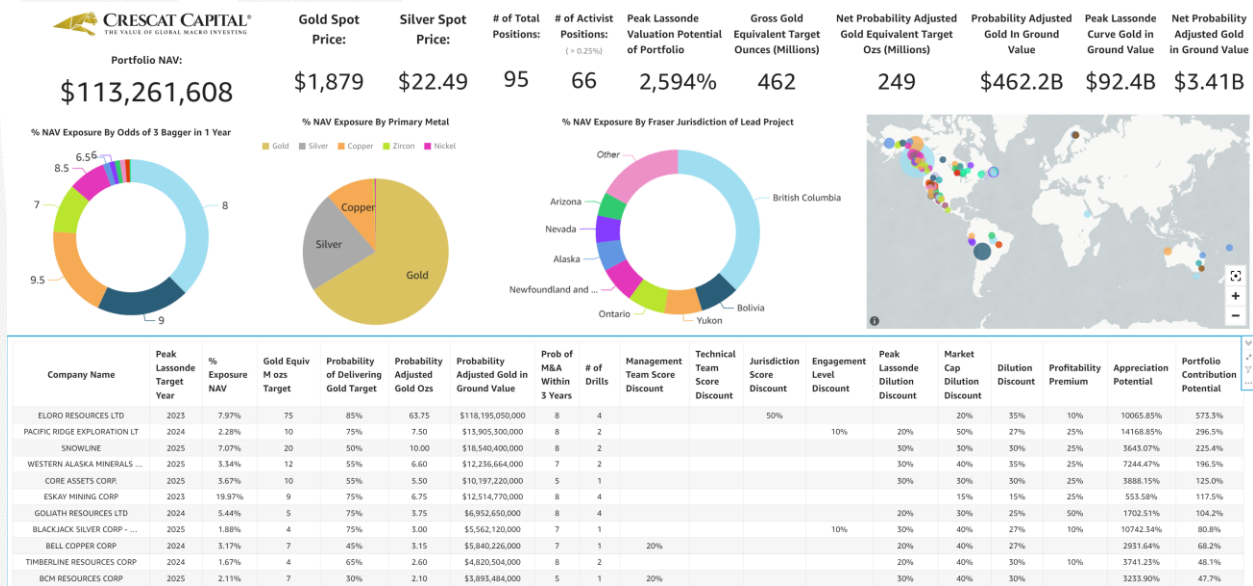 CRESCAT CAPITAL®
THE VALUE OF GLOBAL MACRO INVESTING
Portfolio NAV:
$113,261,608
Gold Spot
Price:
$1,879
Silver Spot
Price:
$22.49
# of Total
Positions:
95
# of Activist
Positions:
( > 0.25%)
66
Peak Lassonde
Valuation Potential
of Portfolio
2,594%
Gross Gold
Equivalent Target
Ounces (Millions)
462
Net Probability Adjusted
Gold Equivalent Target
Ozs (Millions)
249
Probability Adjusted
Gold In Ground
Value
$462.2B
Peak Lassonde
Curve Gold in
Ground Value
$92.4B
Net Probability
Adjusted Gold
in Ground Value
$3.41B
% NAV Exposure By Odds of 3 Bagger in 1 Year
6.5
6
8.5
7
8
9.5
9
% NAV Exposure By Primary Metal
Gold Silver Copper Zircon Nickel
Copper
Silver
Gold
% NAV Exposure By Fraser Jurisdiction of Lead Project
Other
British Columbia
Arizona
Nevada
Alaska
Newfoundland and ...
Ontario
Yukon
Bolivia
Company Name
Peak Lassonde Target Year
% Exposure NAV
Gold Equiv M ozs Target
Probability of Delivering Gold Target
Probability Adjusted Gold Ozs
Probability Adjusted Gold in Ground Value
Prob of M&A Within 3 Years
# of Drills
Management Team Score Discount
Technical Team Score Discount
Jurisdiction Score Discount
Engagement Level Discount
Peak Lassonde Dilution Discount
Market Cap Dilution Discount
Dilution Discount
Profitability Premium
Appreciation Potential
Portfolio Contribution Potential
ELORO RESOURCES LTD 2023 7.97% 75 85% 63.75 $118,195,050,000 8 4 50% 20% 35% 10% 10065.85% 573.3%
PACIFIC RIDGE EXPLORATION LT 2024 2.28% 10 75% 7.50 $13,905,300,000 8 2 10% 20% 50% 27% 25% 14168.85% 296.5%
SNOWLINE 2025 7.07% 20 50% 10.00 $18,540,400,000 8 2 30% 30% 30% 25% 3643.07% 225.4%
WESTERN ALASKA MINERALS ... 2025 3.34% 12 55% 6.60 $12,236,664,000 7 2 30% 40% 35% 25% 7244.47% 196.5%
CORE ASSETS CORP. 2025 3.67% 10 55% 5.50 $10,197,220,000 5 1 30% 30% 30% 25% 3888.15% 125.0%
ESKAY MINING CORP 2023 19.97% 9 75% 6.75 $12,514,770,000 8 4 15% 15% 25% 553.58% 117.5%
GOLIATH RESOURCES LTD 2024 5.44% 5 75% 3.75 $6,952,650,000 8 4 20% 30% 25% 50% 1702.51% 104.2%
BLACKJACK SILVER CORP - ... 2025 1.88% 4 75% 3.00 $5,562,120,000 7 1 10% 30% 40% 27% 10% 10742.34% 80.8%
BELL COPPER CORP 2024 3.17% 7 45% 3.15 $5,840,226,000 7 1 20% 20% 40% 27% 2931.64% 68.2%
TIMBERLINE RESOURCES CORP 2024 1.67% 4 65% 2.60 $4,820,504,000 8 2 20% 40% 30% 10% 3741.23% 48.1%
BCM RESOURCES CORP 2025 2.11% 7 30% 2.10 $3,893,484,000 5 1 20% 30% 40% 30% 3233.90% 47.7%